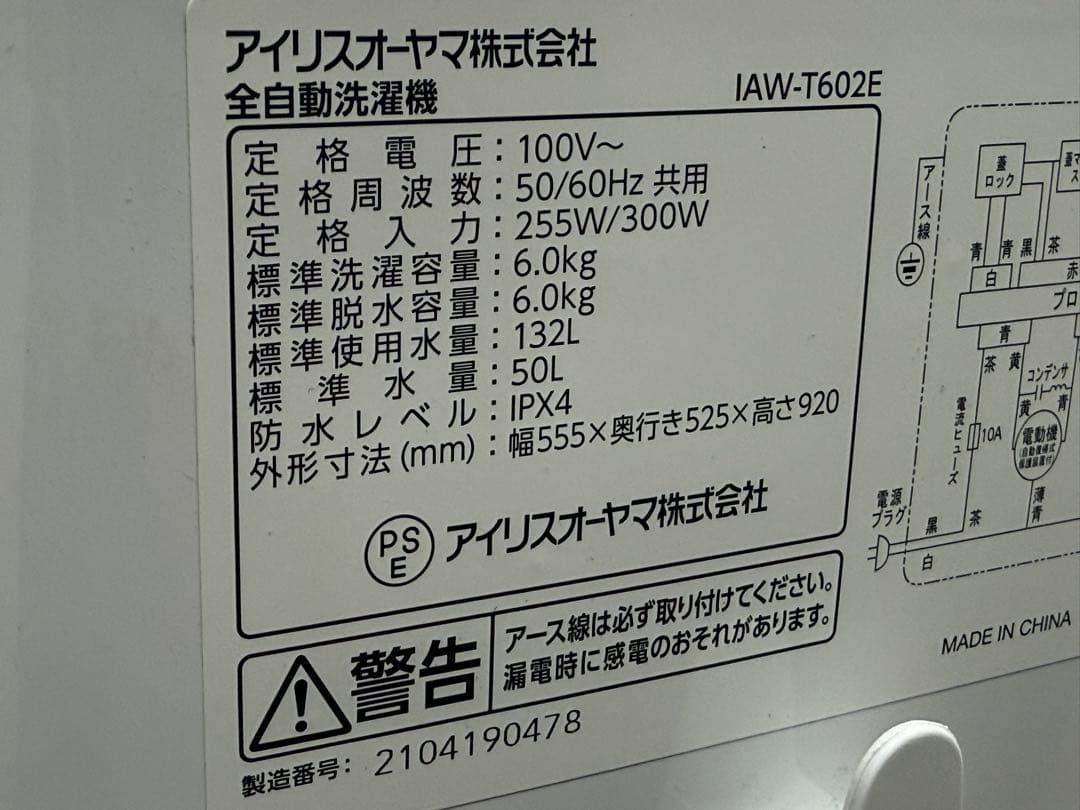 アイリスオーヤマ株式会社
全自動洗濯機 IAW-T602E
定格電圧：100V～
定格周波数：50/60Hz 共用
定格入力：255W/300W
標準洗濯容量：6.0kg
標準脱水容量：6.0kg
標準使用水量：132L
標準水量：50L
防水レベル：IPX4
外形寸法(mm)：幅555×奥行き525×高さ920
PS
E
アイリスオーヤマ株式会社
警告
アース線は必ず取り付けてください。
漏電時に感電のおそれがあります。
製造番号：2104190478
アース線
蓋
ロック
青
青
黒
茶
白
赤
プロ
青
茶
黄
コンデンサ
黄
青
電流ヒューズ
10A
電動機
電源
プラグ
黒
茶
薄青
白
MADE IN CHINA